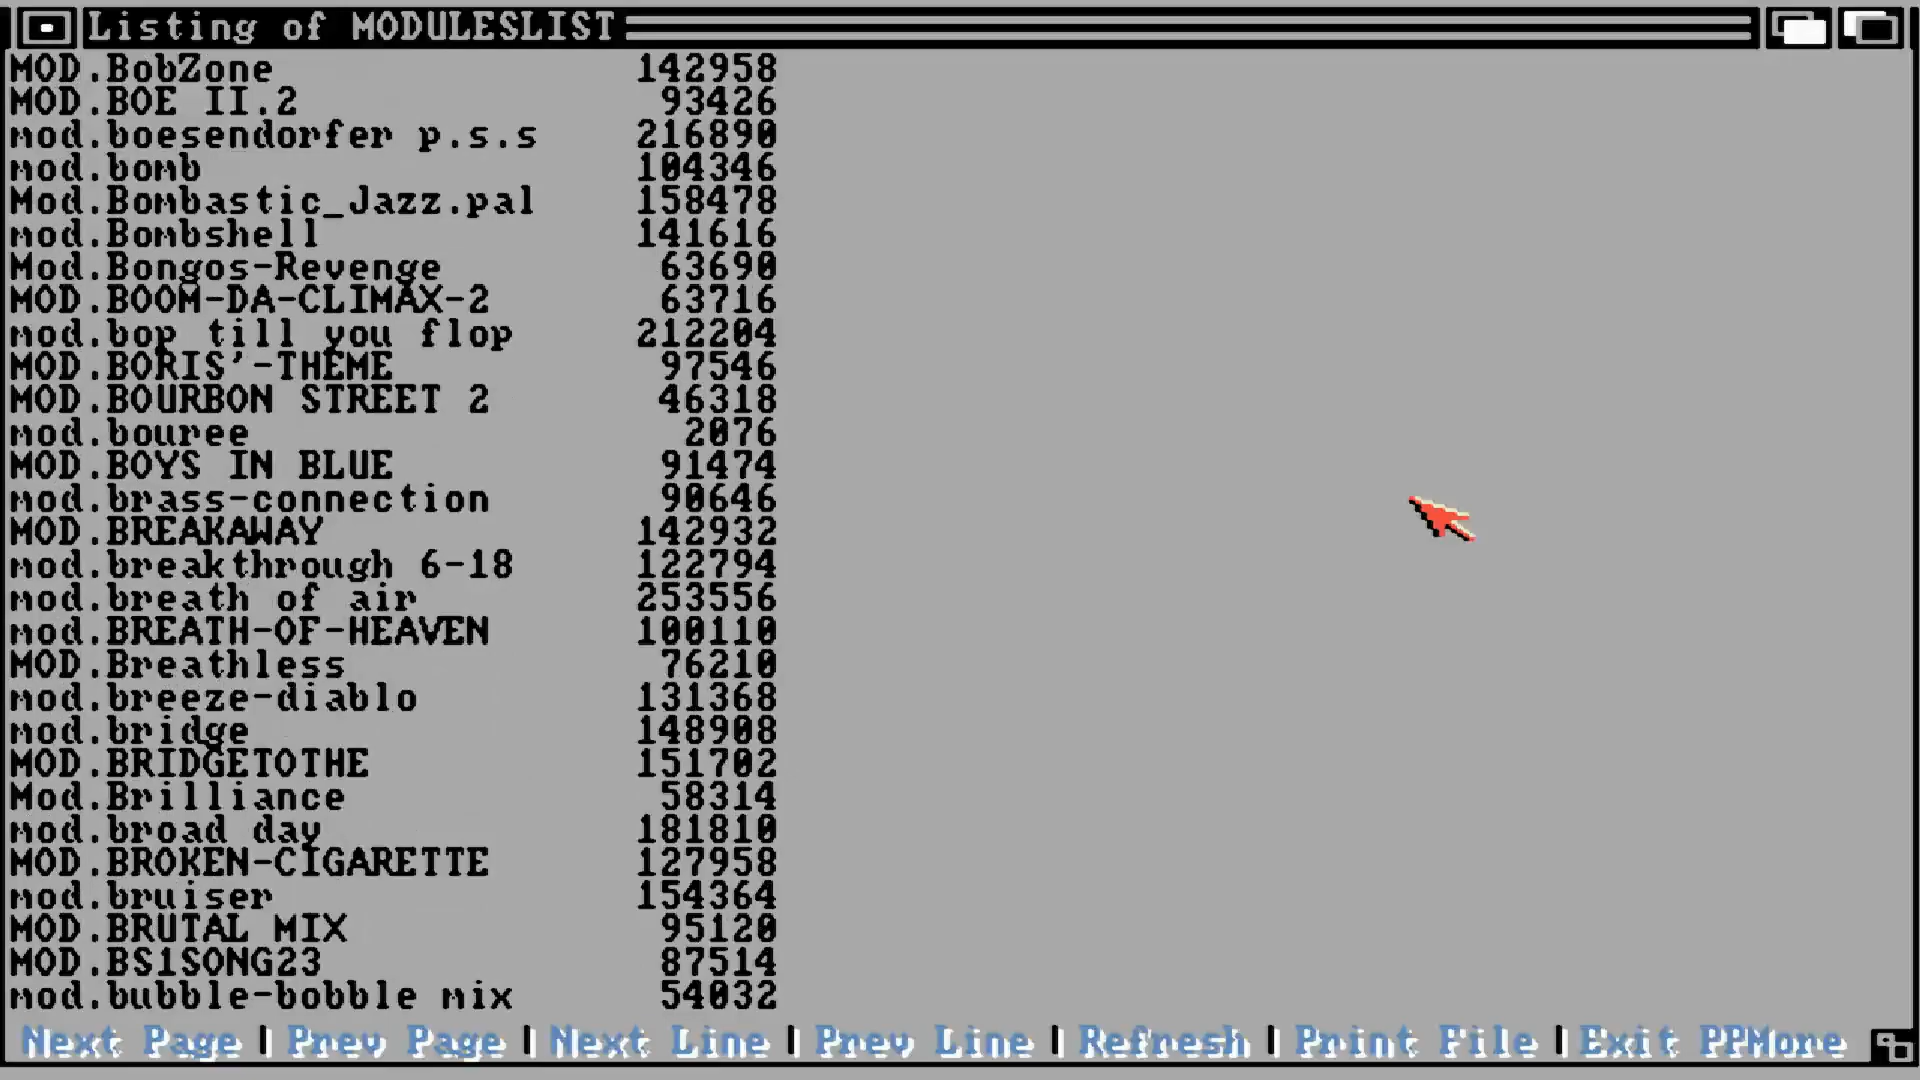 Listing of MODULESLIST
MOD.BobZone 142958
MOD.BOE II.2 93426
mod.boesendorfer p.s.s 216890
mod.bomb 104346
Mod.Bombastic_Jazz.pal 158478
mod.Bombshell 141616
Mod.Bongos-Revenge 63690
MOD.BOOM-DA-CLIMAX-2 63716
mod.bop till you flop 212204
MOD.BORIS'-THEME 97546
MOD.BOURBON STREET 2 46318
mod.bouree 2076
MOD.BOYS IN BLUE 91474
mod.brass-connection 90646
MOD.BREAKAWAY 142932
mod.breakthrough 6-18 122794
mod.breath of air 253556
mod.BREATH-OF-HEAVEN 100110
MOD.Breathless 76210
mod.breeze-diablo 131368
mod.bridge 148908
MOD.BRIDGETOTHE 151702
Mod.Brilliance 58314
mod.broad day 181810
MOD.BROKEN-CIGARETTE 127958
mod.bruiser 154364
MOD.BRUTAL MIX 95120
MOD.BS1SONG23 87514
mod.bubble-bobble mix 54032
Next Page | Prev Page | Next Line | Prev Line | Refresh | Print File | Exit PPMore